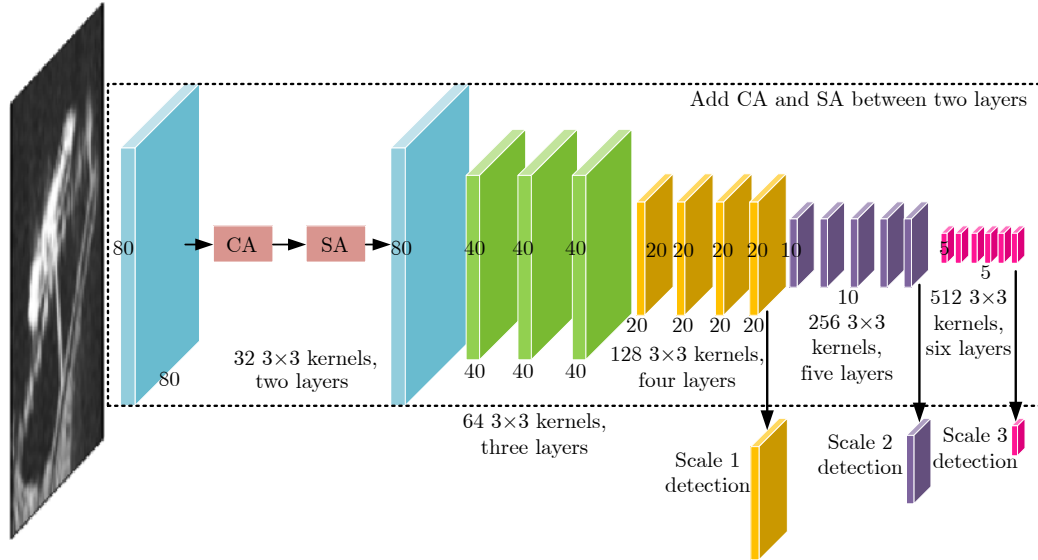 Add CA and SA between two layers
80
CA
SA
80
40
40
40
20
20
20
20
10
5
80
40
40
40
20
20
20
20
10
5
32 3×3 kernels,
two layers
64 3×3 kernels,
three layers
128 3×3 kernels,
four layers
256 3×3
kernels,
five layers
512 3×3
kernels,
six layers
Scale 1
detection
Scale 2
detection
Scale 3
detection